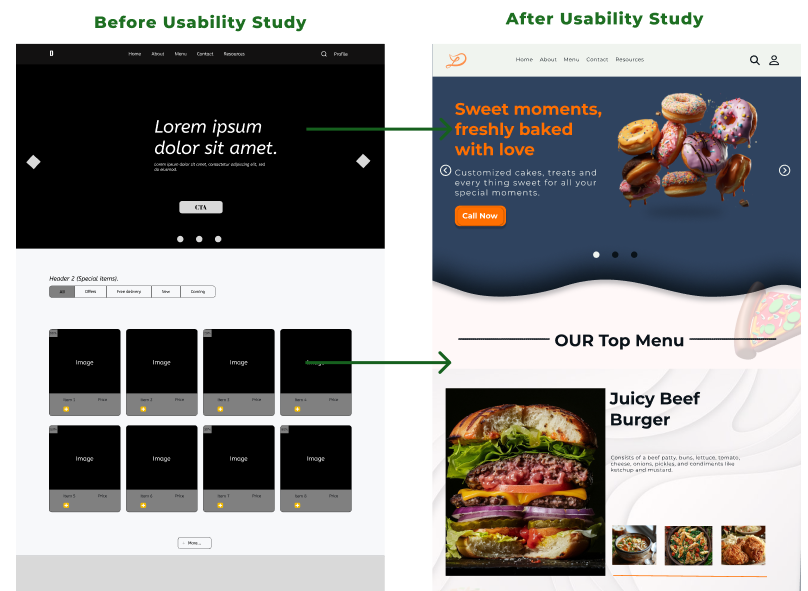 Before Usability Study
After Usability Study
D
Home About Menu Contact Resources
Profile
Lorem ipsum
dolor sit amet.
Lorem ipsum dolor sit amet, consectetur adipiscing elit, sed
do eiusmod.
CTA
Header 2 (Special items).
All Offers Free delivery New Coming
Image Image Image Image
Item 1 Price Item 2 Price Item 3 Price Item 4 Price
Image Image Image Image
Item 5 Price Item 6 Price Item 7 Price Item 8 Price
More...
Home About Menu Contact Resources
Sweet moments,
freshly baked
with love
Customized cakes, treats and
every thing sweet for all your
special moments.
Call Now
OUR Top Menu
Juicy Beef
Burger
Consists of a beef patty, buns, lettuce, tomato,
cheese, onions, pickles, and condiments like
ketchup and mustard.